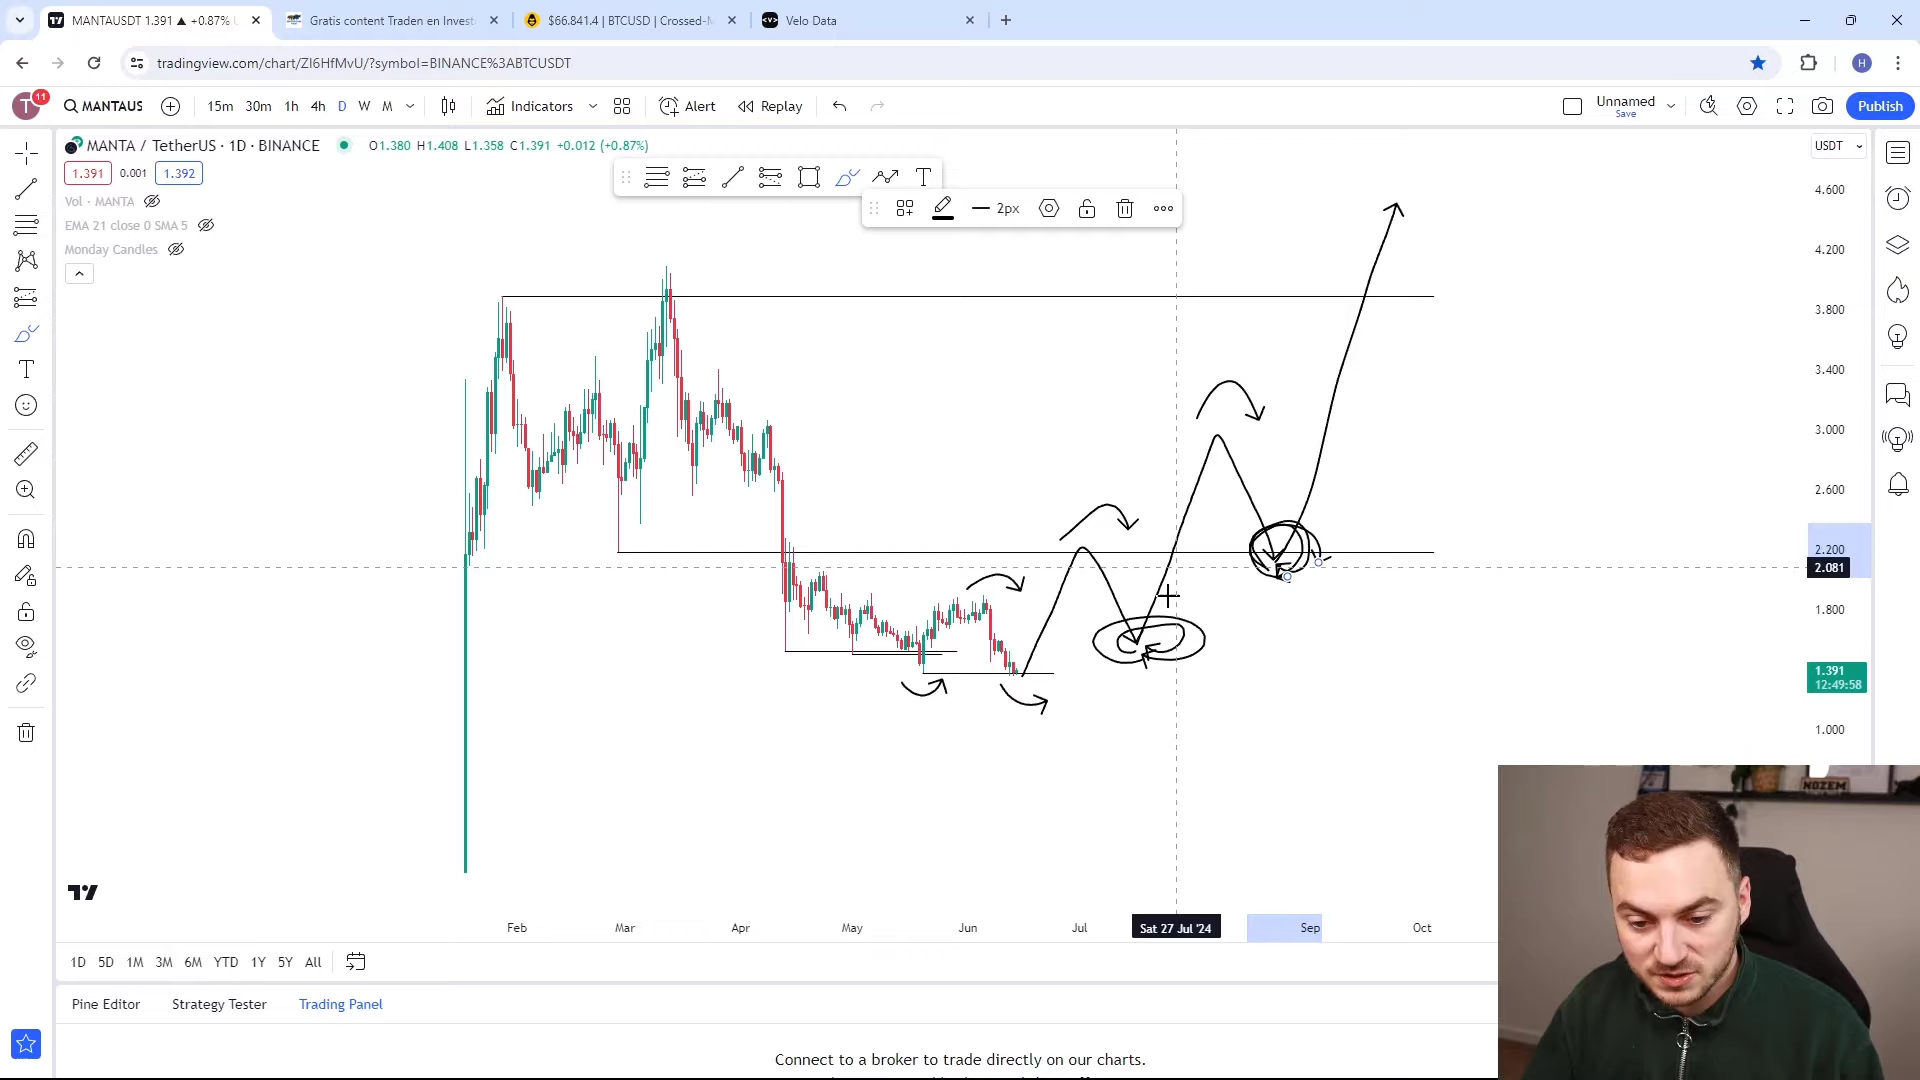 MANTAUSDT 1.391 ▲ +0.87%
Gratis content Traden en Invest
$66.841.4 | BTCUSD | Crossed-M
Velo Data
tradingview.com/chart/ZI6HfMvU/?symbol=BINANCE%3ABTCUSDT
H
T
11
MANTAUS
15m 30m 1h 4h D W M
Indicators
Alert
Replay
Unnamed
Save
Publish
MANTA / TetherUS · 1D · BINANCE
O1.380 H1.408 L1.358 C1.391 +0.012 (+0.87%)
USDT
1.391 0.001 1.392
Vol · MANTA
EMA 21 close 0 SMA 5
Monday Candles
2px
4.600
4.200
3.800
3.400
3.000
2.600
2.200
2.081
1.800
1.391
12:49:58
1.000
Feb Mar Apr May Jun Jul Sat 27 Jul '24 Sep Oct
1D 5D 1M 3M 6M YTD 1Y 5Y All
Pine Editor Strategy Tester Trading Panel
Connect to a broker to trade directly on our charts.
NOZEM